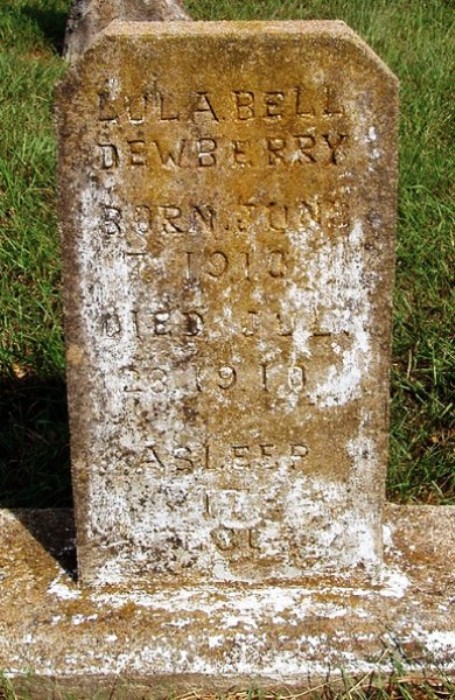 LULA BELL
DEWBERRY
BORN. JUNE
7. 1910
DIED. JUL.
23. 1910
ASLEEP